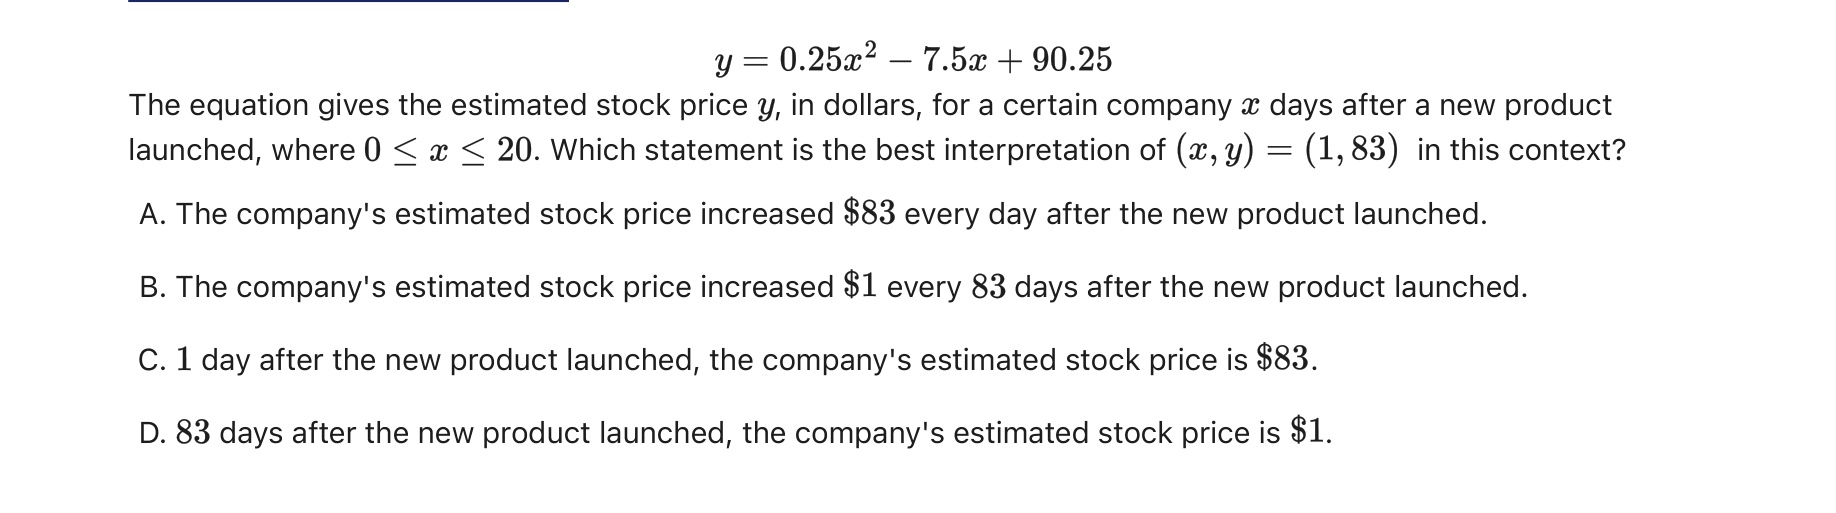 y = 0.25x² − 7.5x + 90.25
The equation gives the estimated stock price y, in dollars, for a certain company x days after a new product
launched, where 0 ≤ x ≤ 20. Which statement is the best interpretation of (x, y) = (1, 83) in this context?
A. The company's estimated stock price increased $83 every day after the new product launched.
B. The company's estimated stock price increased $1 every 83 days after the new product launched.
C. 1 day after the new product launched, the company's estimated stock price is $83.
D. 83 days after the new product launched, the company's estimated stock price is $1.